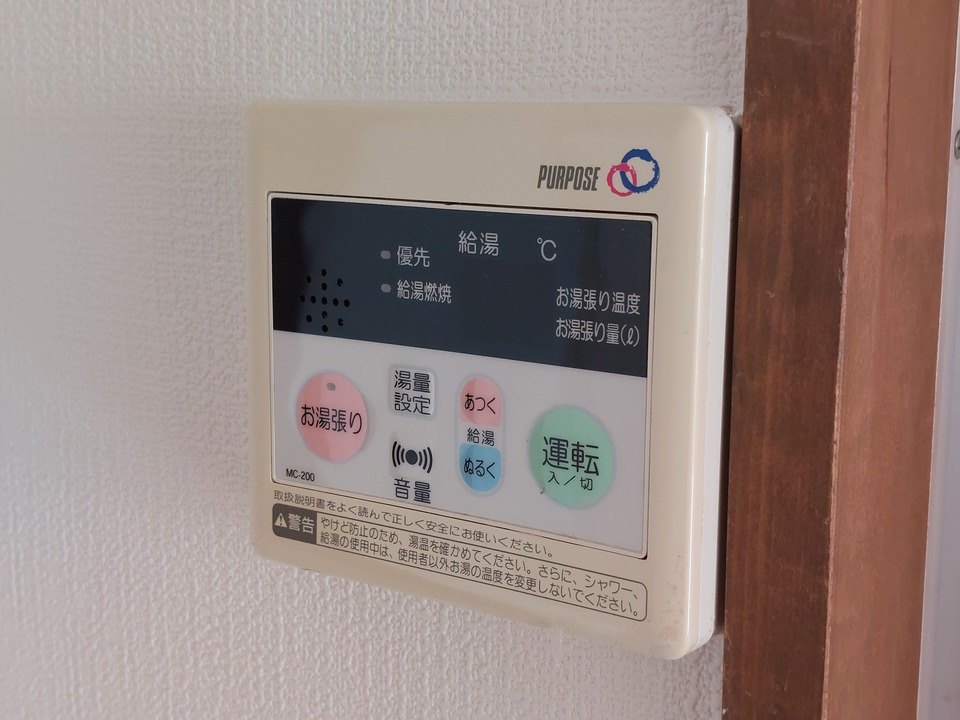 PURPOSE
給湯 ℃
優先
給湯燃焼
お湯張り温度
お湯張り量(ℓ)
お湯張り
湯量
設定
音量
あつく
給湯
ぬるく
運転
入/切
MC-200
取扱説明書をよく読んで正しく安全にお使いください。
警告
やけど防止のため、湯温を確かめてください。さらに、シャワー、
給湯の使用中は、使用者以外お湯の温度を変更しないでください。